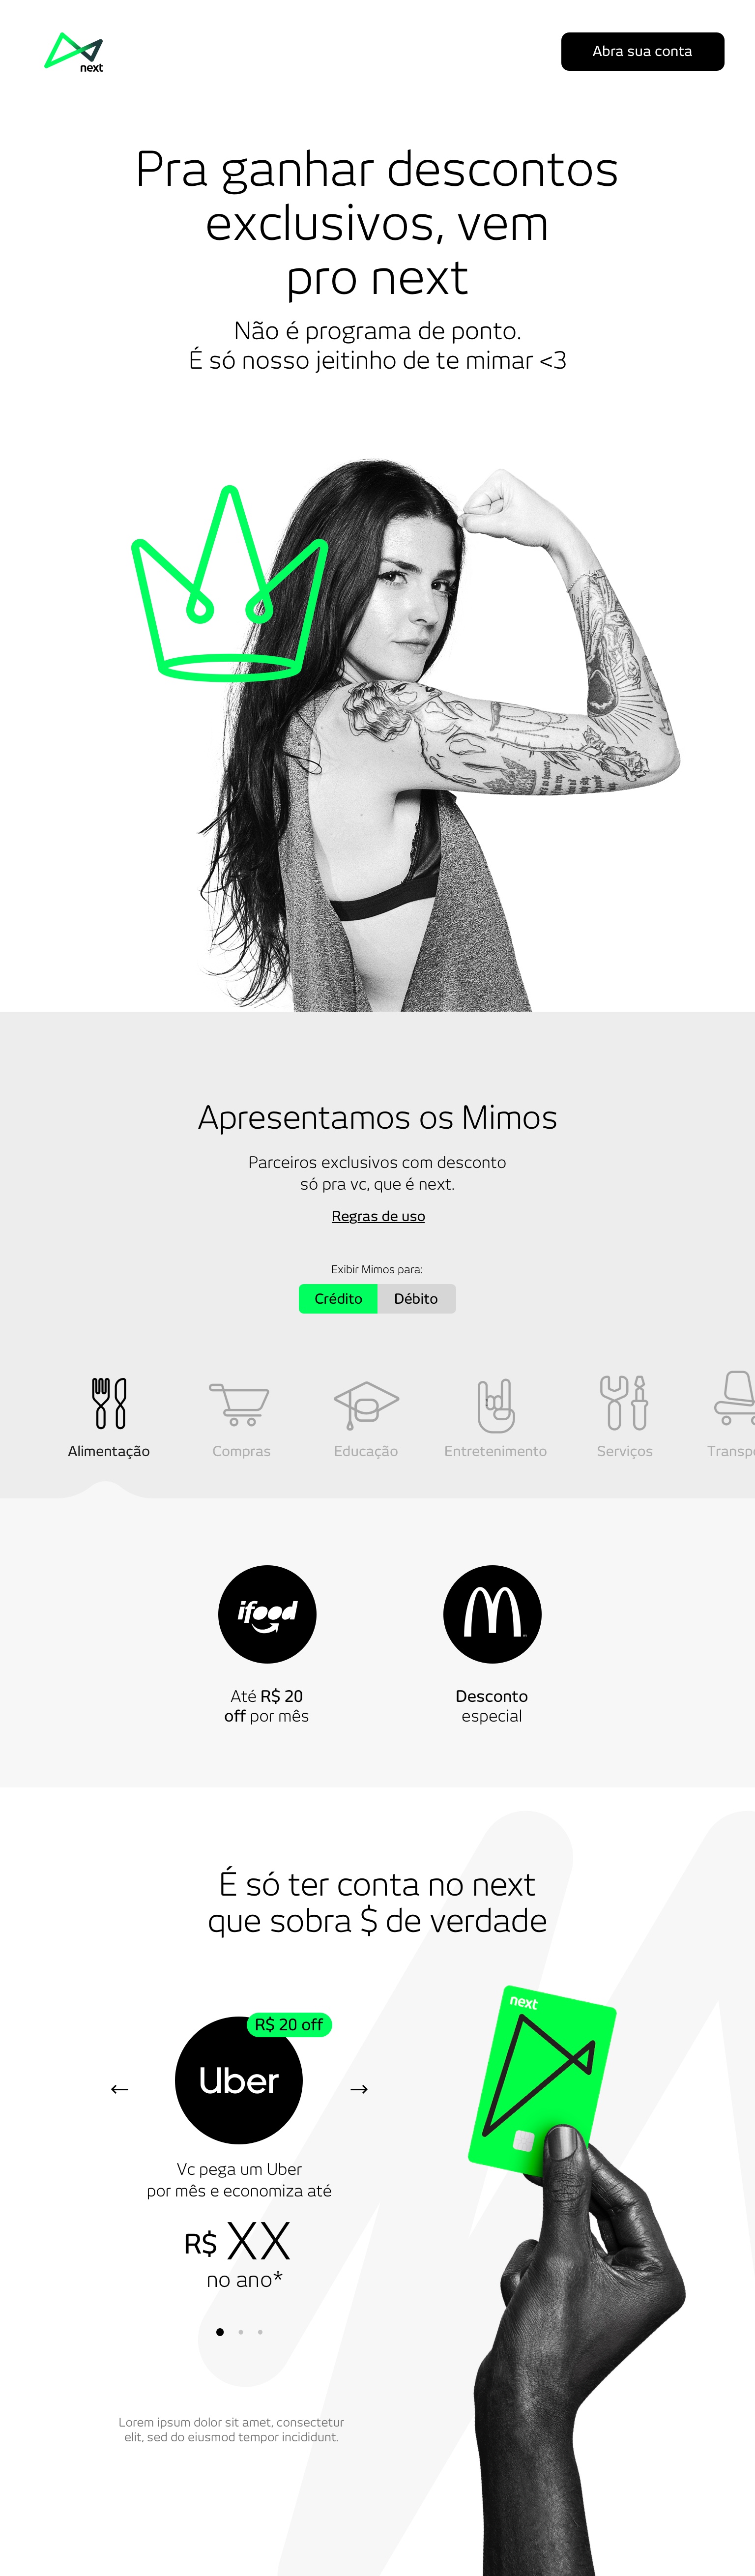 next
Abra sua conta
Pra ganhar descontos
exclusivos, vem
pro next
Não é programa de ponto.
É só nosso jeitinho de te mimar <3
Apresentamos os Mimos
Parceiros exclusivos com desconto
só pra vc, que é next.
Regras de uso
Exibir Mimos para:
Crédito
Débito
Alimentação
Compras
Educação
Entretenimento
Serviços
Transpo
ifood
Até R$ 20
off por mês
Desconto
especial
É só ter conta no next
que sobra $ de verdade
next
R$ 20 off
Uber
Vc pega um Uber
por mês e economiza até
R$ XX
no ano*
Lorem ipsum dolor sit amet, consectetur
elit, sed do eiusmod tempor incididunt.